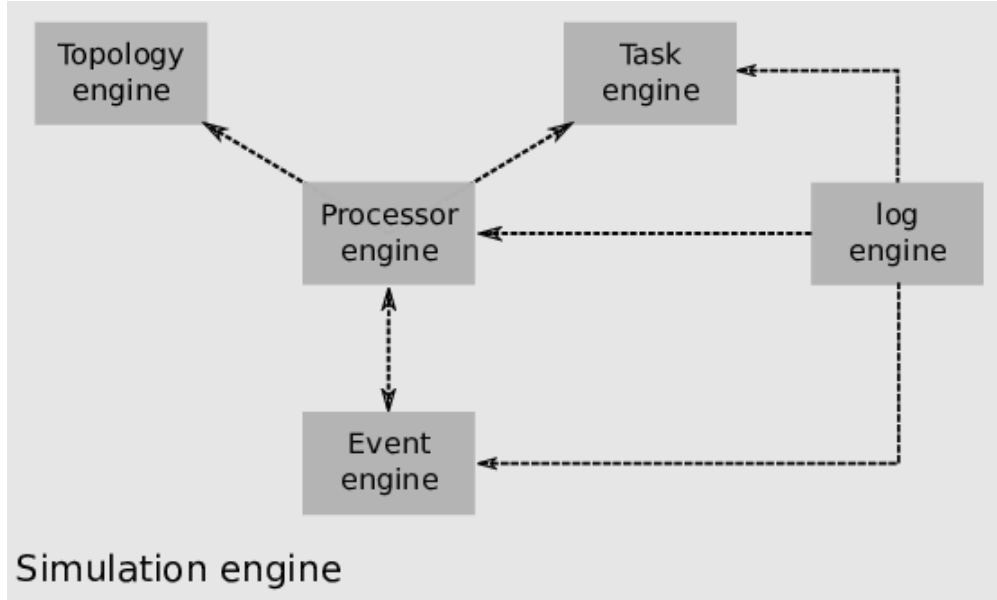 Topology
engine
Task
engine
Processor
engine
log
engine
Event
engine
Simulation engine